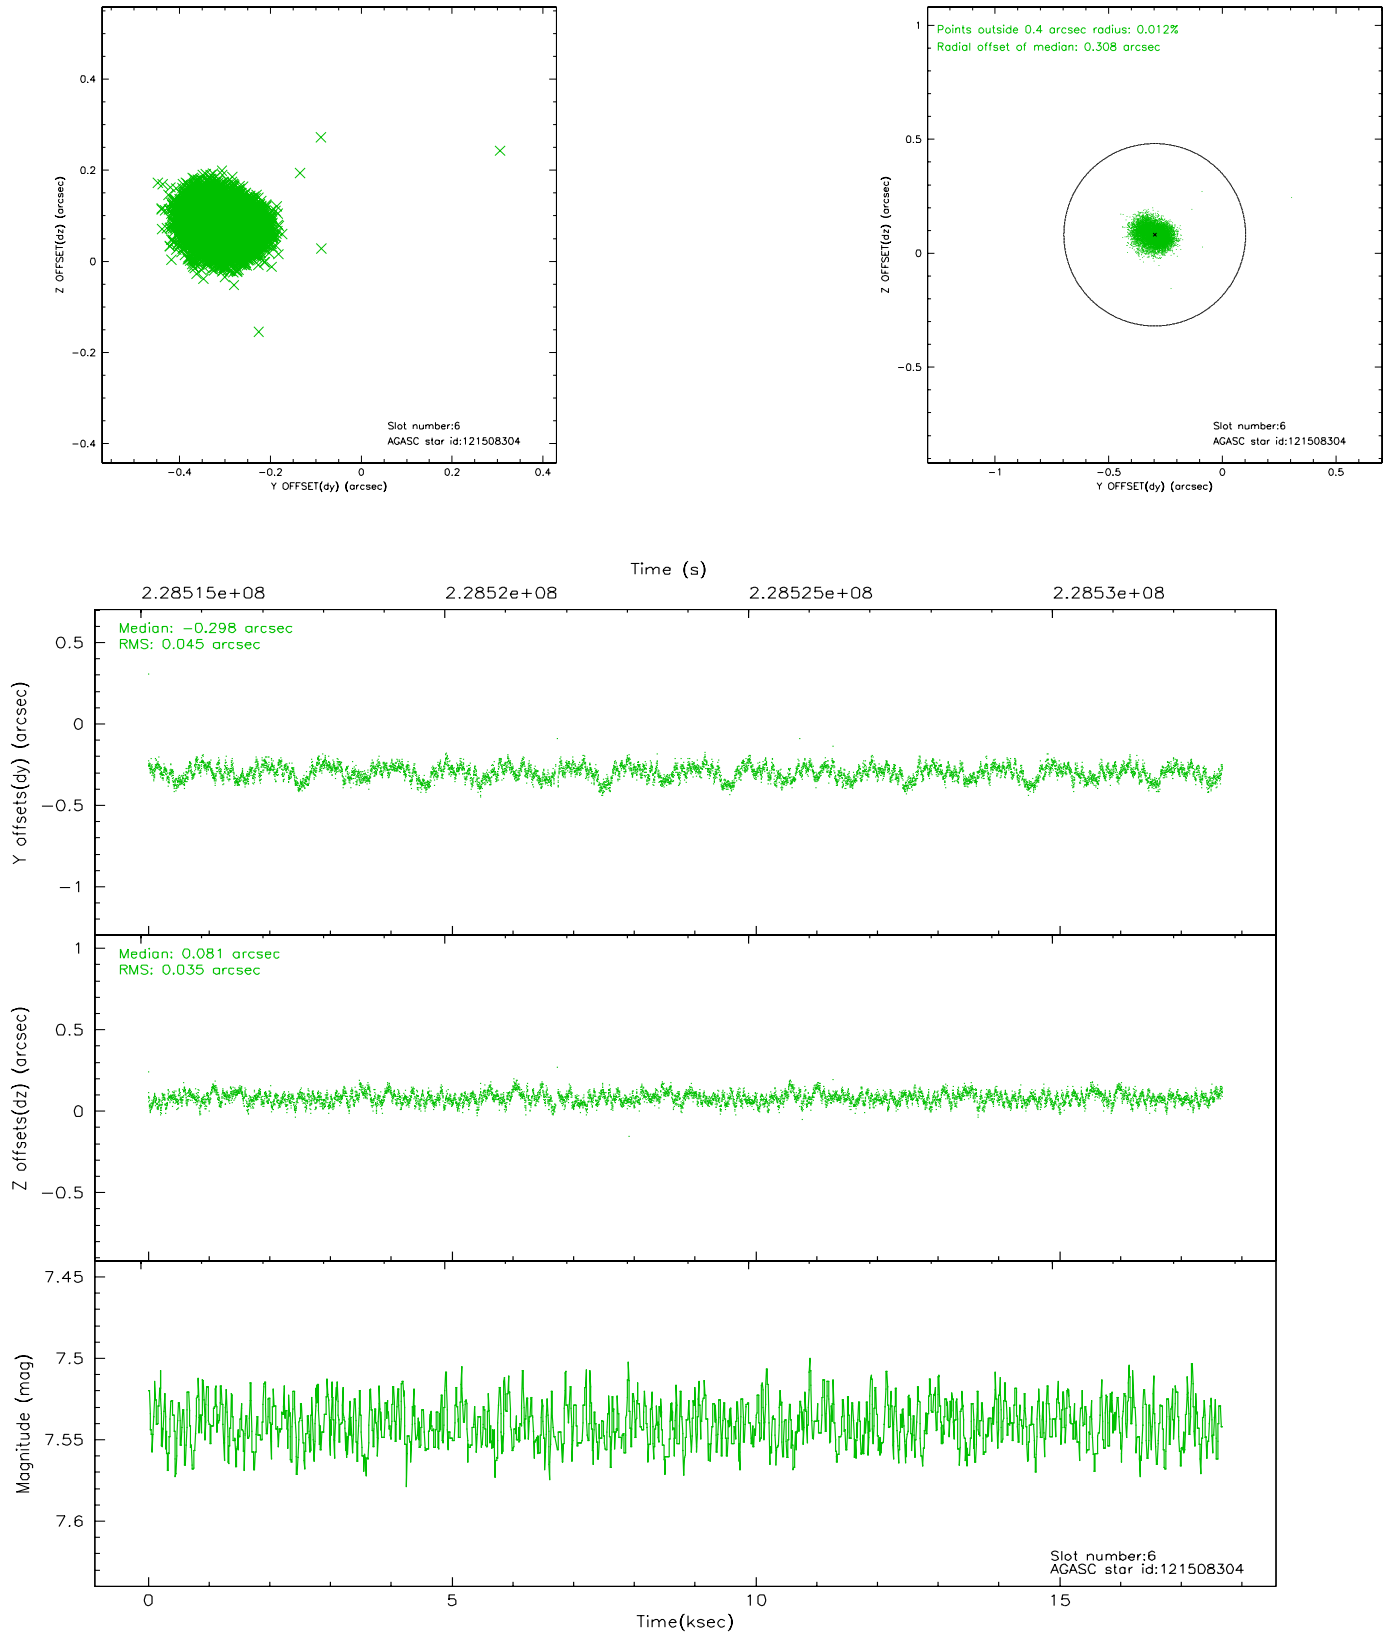 0.4
0.2
0
−0.2
−0.4
Z OFFSET(dz) (arcsec)
Slot number:6
AGASC star id:121508304
−0.4
−0.2
0
0.2
0.4
Y OFFSET(dy) (arcsec)
Points outside 0.4 arcsec radius: 0.012%
Radial offset of median: 0.308 arcsec
1
0.5
0
−0.5
Z OFFSET(dz) (arcsec)
Slot number:6
AGASC star id:121508304
−1
−0.5
0
0.5
Y OFFSET(dy) (arcsec)
Time (s)
2.28515e+08
2.2852e+08
2.28525e+08
2.2853e+08
Median: −0.298 arcsec
RMS: 0.045 arcsec
0.5
0
−0.5
−1
Y offsets(dy) (arcsec)
Median: 0.081 arcsec
RMS: 0.035 arcsec
1
0.5
0
−0.5
Z offsets(dz) (arcsec)
7.45
7.5
7.55
7.6
Magnitude (mag)
Slot number:6
AGASC star id:121508304
0
5
10
15
Time(ksec)